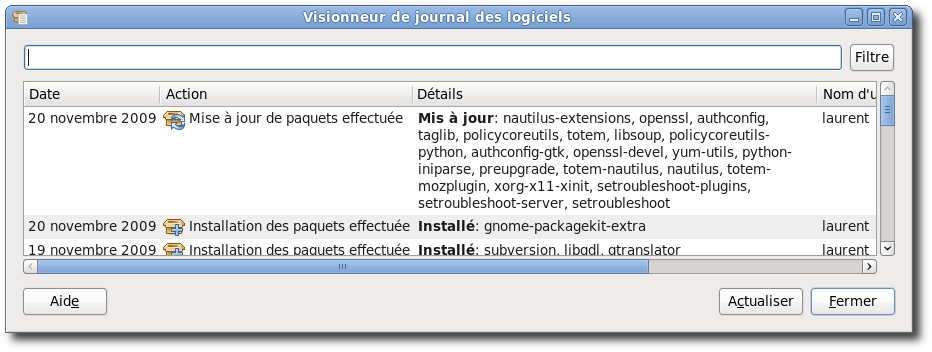 Visionneur de journal des logiciels
Filtre
Date Action Détails Nom d'u
20 novembre 2009 Mise à jour de paquets effectuée Mis à jour: nautilus-extensions, openssl, authconfig, laurent
taglib, policycoreutils, totem, libsoup, policycoreutils-
python, authconfig-gtk, openssl-devel, yum-utils, python-
iniparse, preupgrade, totem-nautilus, nautilus, totem-
mozplugin, xorg-x11-xinit, setroubleshoot-plugins,
setroubleshoot-server, setroubleshoot
20 novembre 2009 Installation des paquets effectuée Installé: gnome-packagekit-extra laurent
19 novembre 2009 Installation des paquets effectuée Installé: subversion, libgdl, gtranslator laurent
Aide Actualiser Fermer